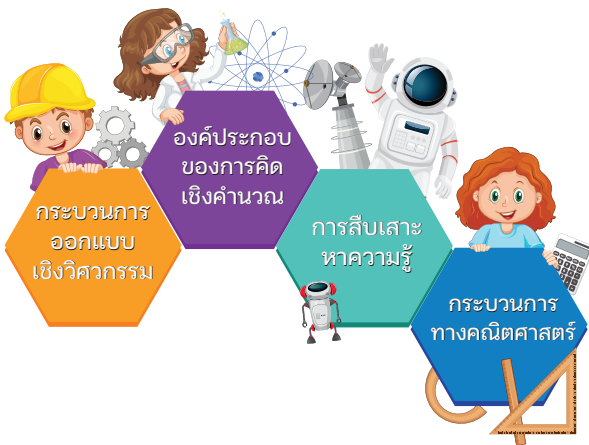 กระบวนการ
ออกแบบ
เชิงวิศวกรรม
องค์ประกอบ
ของการคิด
เชิงคำนวณ
การสืบเสาะ
หาความรู้
กระบวนการ
ทางคณิตศาสตร์